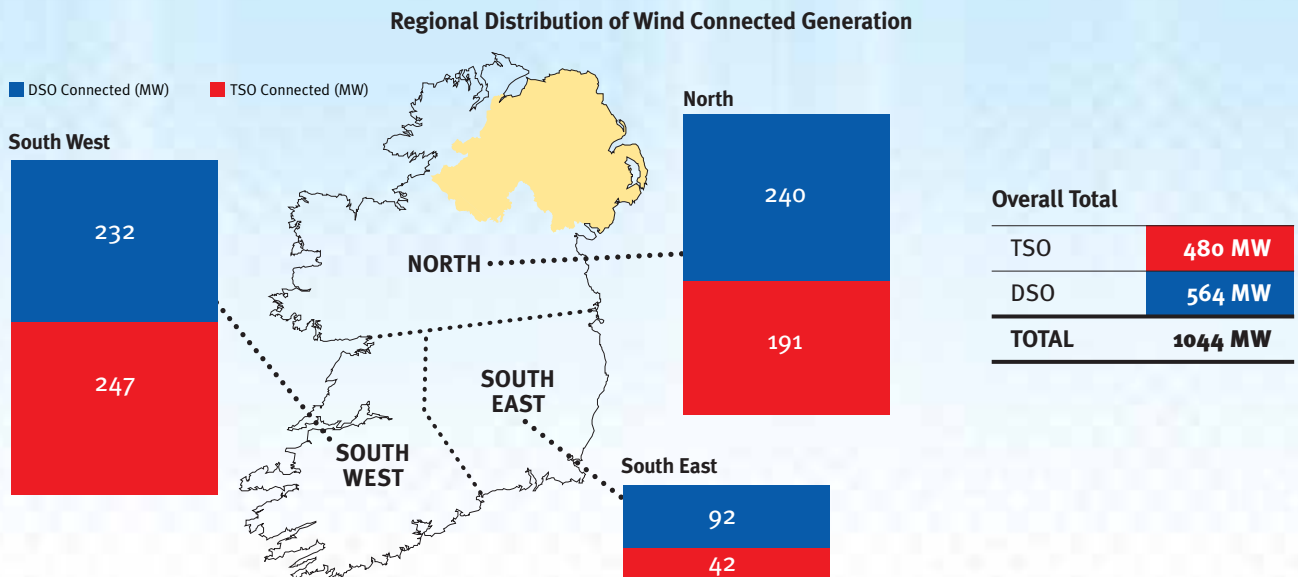 Regional Distribution of Wind Connected Generation
DSO Connected (MW)
TSO Connected (MW)
South West
232
247
North
240
191
NORTH
SOUTH
EAST
SOUTH
WEST
South East
92
42
Overall Total
TSO 480 MW
DSO 564 MW
TOTAL 1044 MW